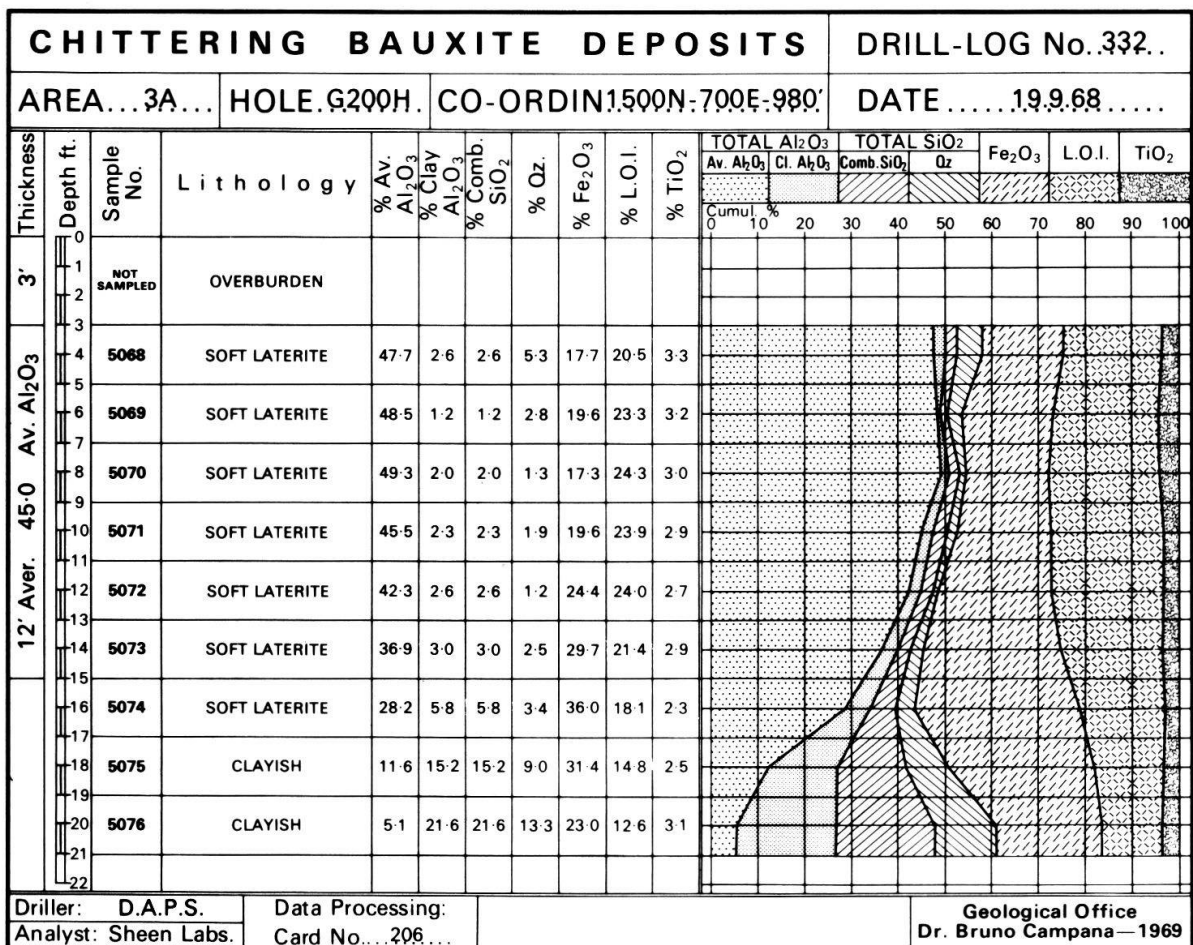 CHITTERING BAUXITE DEPOSITS DRILL-LOG No..332..
AREA...3A... HOLE.G200H. CO-ORDIN.1500N-700E-980' DATE.....19.9.68.....
Thickness Depth ft. Sample No. Lithology % Av. Al₂O₃ % Clay Al₂O₃ % Comb. SiO₂ % Qz. % Fe₂O₃ % L.O.I. % TiO₂
TOTAL Al₂O₃ TOTAL SiO₂ Fe₂O₃ L.O.I. TiO₂
Av. Al₂O₃ Cl. Al₂O₃ Comb.SiO₂ Qz
Cumul. %
0 10 20 30 40 50 60 70 80 90 100
0
1
3' NOT SAMPLED OVERBURDEN
2
3
4 5068 SOFT LATERITE 47·7 2·6 2·6 5·3 17·7 20·5 3·3
5
6 5069 SOFT LATERITE 48·5 1·2 1·2 2·8 19·6 23·3 3·2
7
8 5070 SOFT LATERITE 49·3 2·0 2·0 1·3 17·3 24·3 3·0
9
12' Aver. 45·0 Av. Al₂O₃
10 5071 SOFT LATERITE 45·5 2·3 2·3 1·9 19·6 23·9 2·9
11
12 5072 SOFT LATERITE 42·3 2·6 2·6 1·2 24·4 24·0 2·7
13
14 5073 SOFT LATERITE 36·9 3·0 3·0 2·5 29·7 21·4 2·9
15
16 5074 SOFT LATERITE 28·2 5·8 5·8 3·4 36·0 18·1 2·3
17
18 5075 CLAYISH 11·6 15·2 15·2 9·0 31·4 14·8 2·5
19
20 5076 CLAYISH 5·1 21·6 21·6 13·3 23·0 12·6 3·1
21
22
Driller: D.A.P.S. Data Processing: Geological Office
Analyst: Sheen Labs. Card No....206.... Dr. Bruno Campana—1969